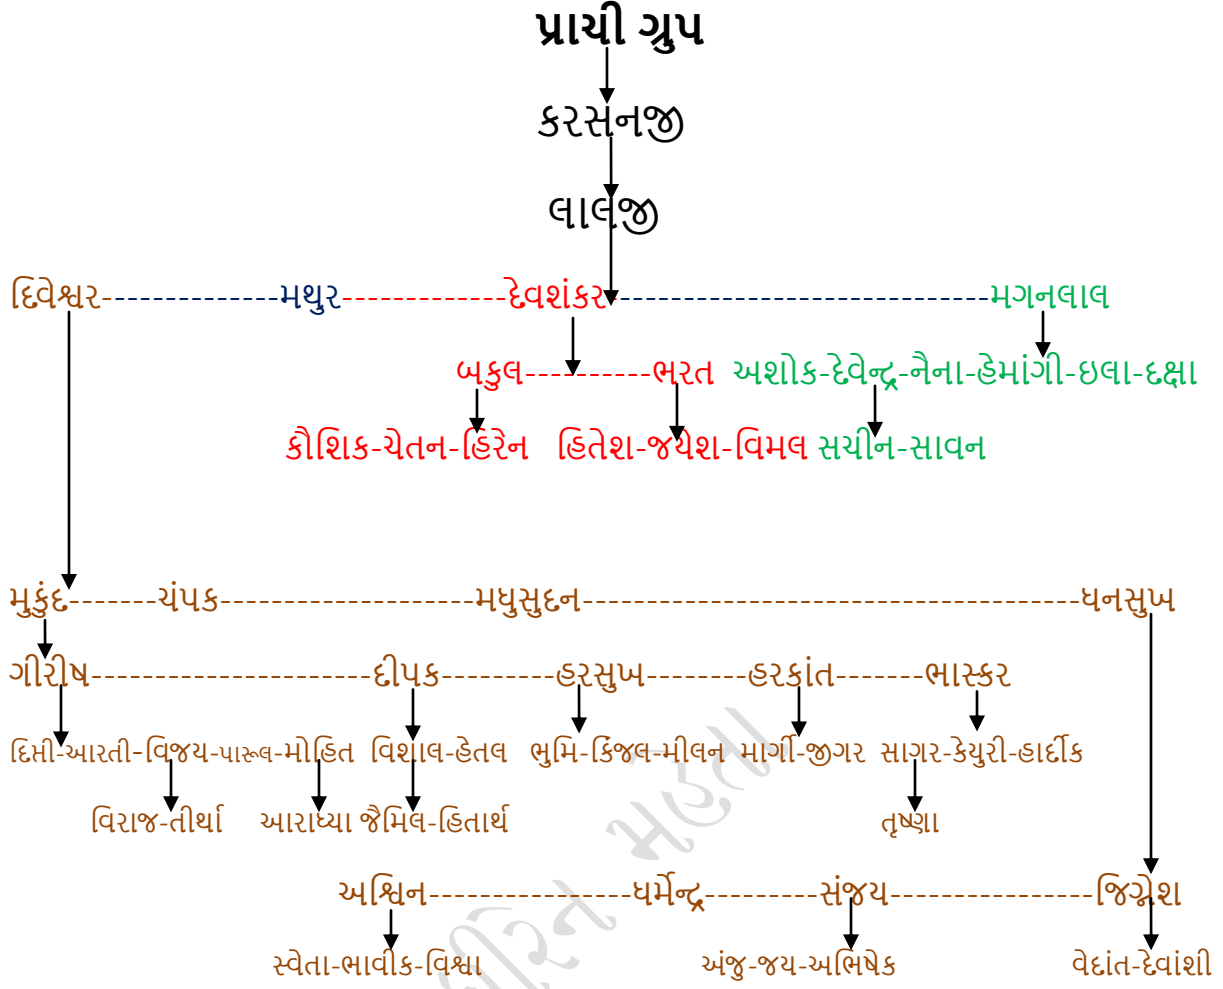 પ્રાચી ગ્રુપ
કરસનજી
લાલજી
દિવેશ્વર--------------મથુર-------------દેવશંકર------------------------------મગનલાલ
બકુલ----------ભરત અશોક-દેવેન્દ્ર-નૈના-હેમાંગી-ઇલા-દક્ષા
કૌશિક-ચેતન-હિરેન હિતેશ-જયેશ-વિમલ સચીન-સાવન
મુકુંદ-------ચંપક--------------------મધુસુદન---------------------------------------ધનસુખ
ગીરીષ----------------------દીપક---------હરસુખ--------હરકાંત-------ભાસ્કર
દિપ્તી-આરતી-વિજય-પારૂલ-મોહિત વિશાલ-હેતલ ભુમિ-કિંજલ-મીલન માર્ગી-જીગર સાગર-કેયુરી-હાર્દીક
વિરાજ-તીર્થા આરાધ્યા જૈમિલ-હિતાર્થ તૃષ્ણા
અશ્વિન----------------ધર્મેન્દ્ર---------સંજય----------------જિગ્નેશ
સ્વેતા-ભાવીક-વિશ્વા અંજુ-જય-અભિષેક વેદાંત-દેવાંશી
મહેતા